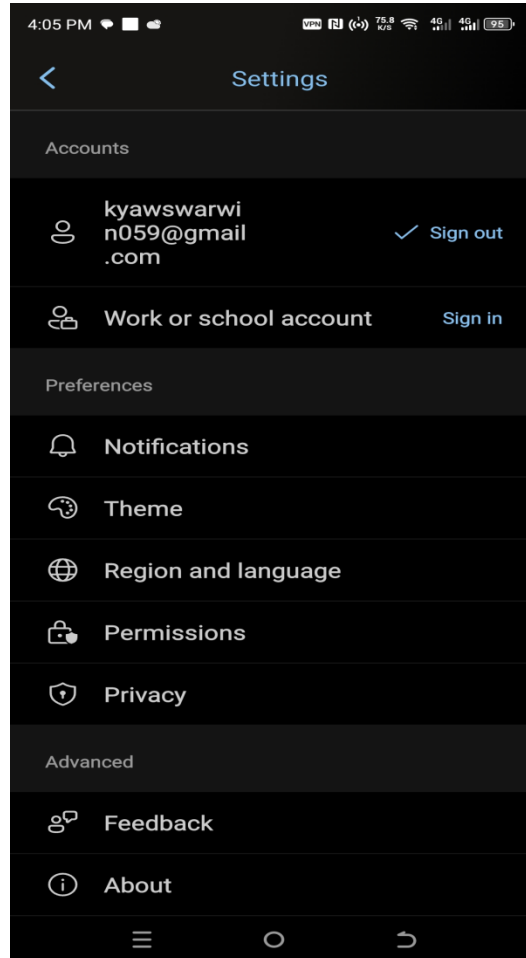 4:05 PM VPN N 75.8 K/S 4G 4G 95
Settings
Accounts
kyawswarwi
n059@gmail
.com
Sign out
Work or school account Sign in
Preferences
Notifications
Theme
Region and language
Permissions
Privacy
Advanced
Feedback
About